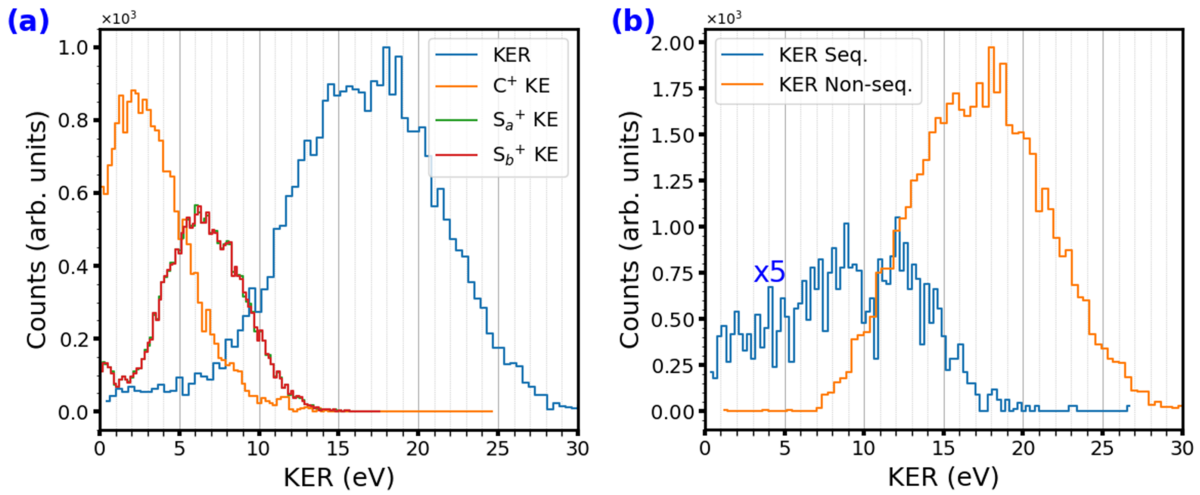 (a)
×10³
1.0
0.8
0.6
0.4
0.2
0.0
Counts (arb. units)
KER
C⁺ KE
Sₐ⁺ KE
S_b⁺ KE
0 5 10 15 20 25 30
KER (eV)
(b)
×10³
2.00
1.75
1.50
1.25
1.00
0.75
0.50
0.25
0.00
Counts (arb. units)
KER Seq.
KER Non-seq.
x5
0 5 10 15 20 25 30
KER (eV)